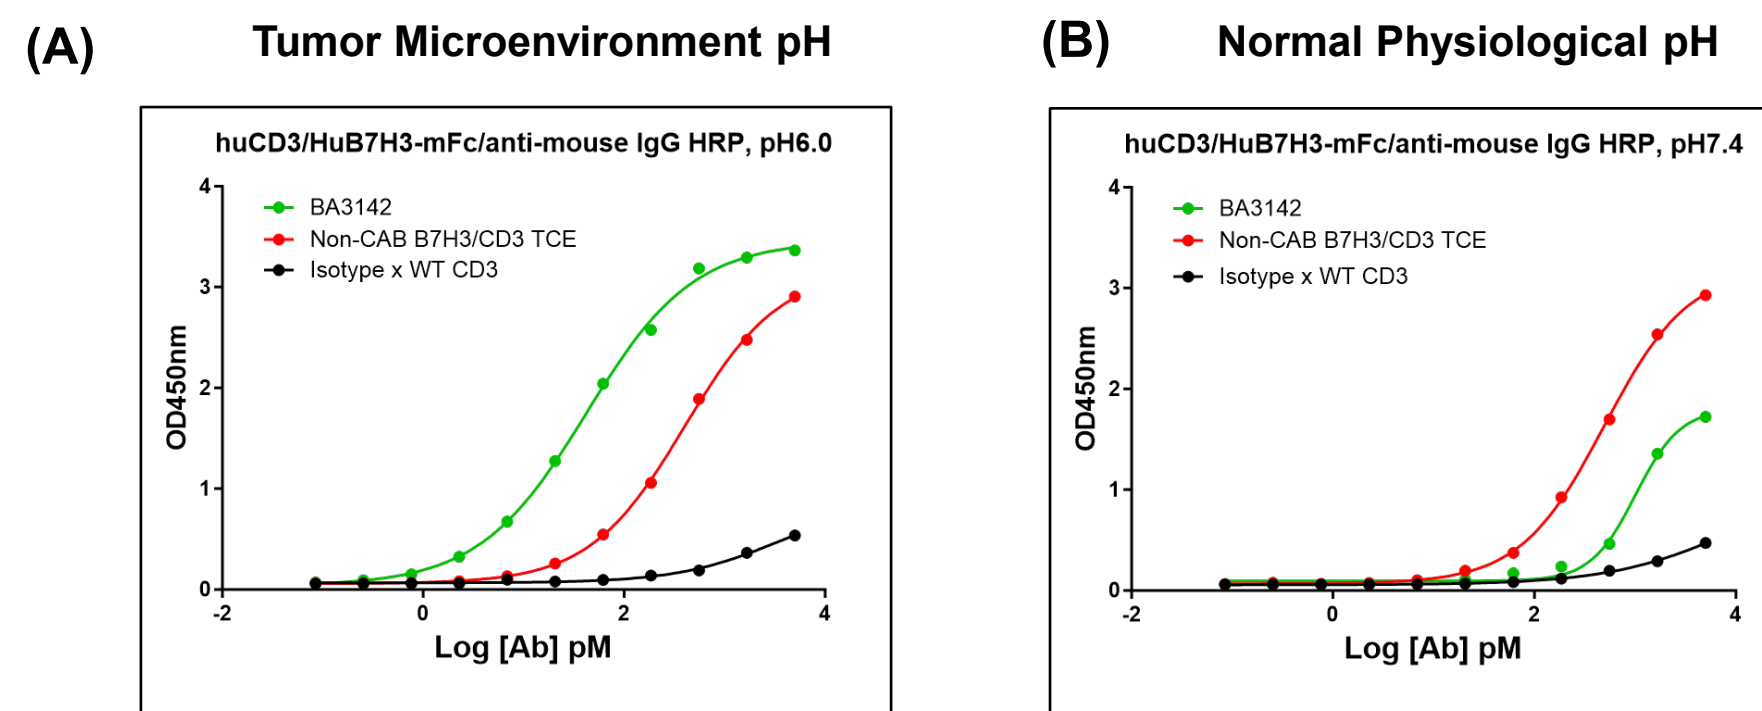 (A)
Tumor Microenvironment pH
huCD3/HuB7H3-mFc/anti-mouse IgG HRP, pH6.0
BA3142
Non-CAB B7H3/CD3 TCE
Isotype x WT CD3
OD450nm
4
3
2
1
0
-2 0 2 4
Log [Ab] pM
(B)
Normal Physiological pH
huCD3/HuB7H3-mFc/anti-mouse IgG HRP, pH7.4
BA3142
Non-CAB B7H3/CD3 TCE
Isotype x WT CD3
OD450nm
4
3
2
1
0
-2 0 2 4
Log [Ab] pM